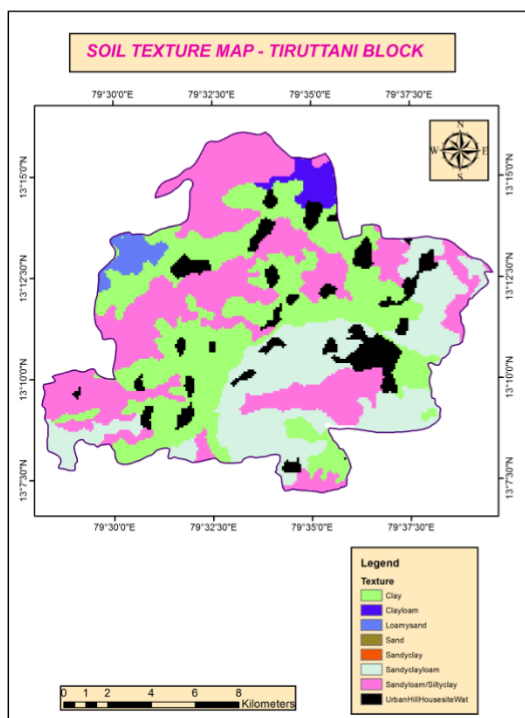 SOIL TEXTURE MAP - TIRUTTANI BLOCK
79°30'0"E 79°32'30"E 79°35'0"E 79°37'30"E
N
W E
S
13°15'0"N 13°15'0"N
13°12'30"N 13°12'30"N
13°10'0"N 13°10'0"N
13°7'30"N 13°7'30"N
79°30'0"E 79°32'30"E 79°35'0"E 79°37'30"E
Legend
Texture
Clay
Clayloam
Loamysand
Sand
Sandyclay
Sandyclayloam
Sandyloam/Siltyclay
UrbanHillHousesiteWat
0 1 2 4 6 8
Kilometers